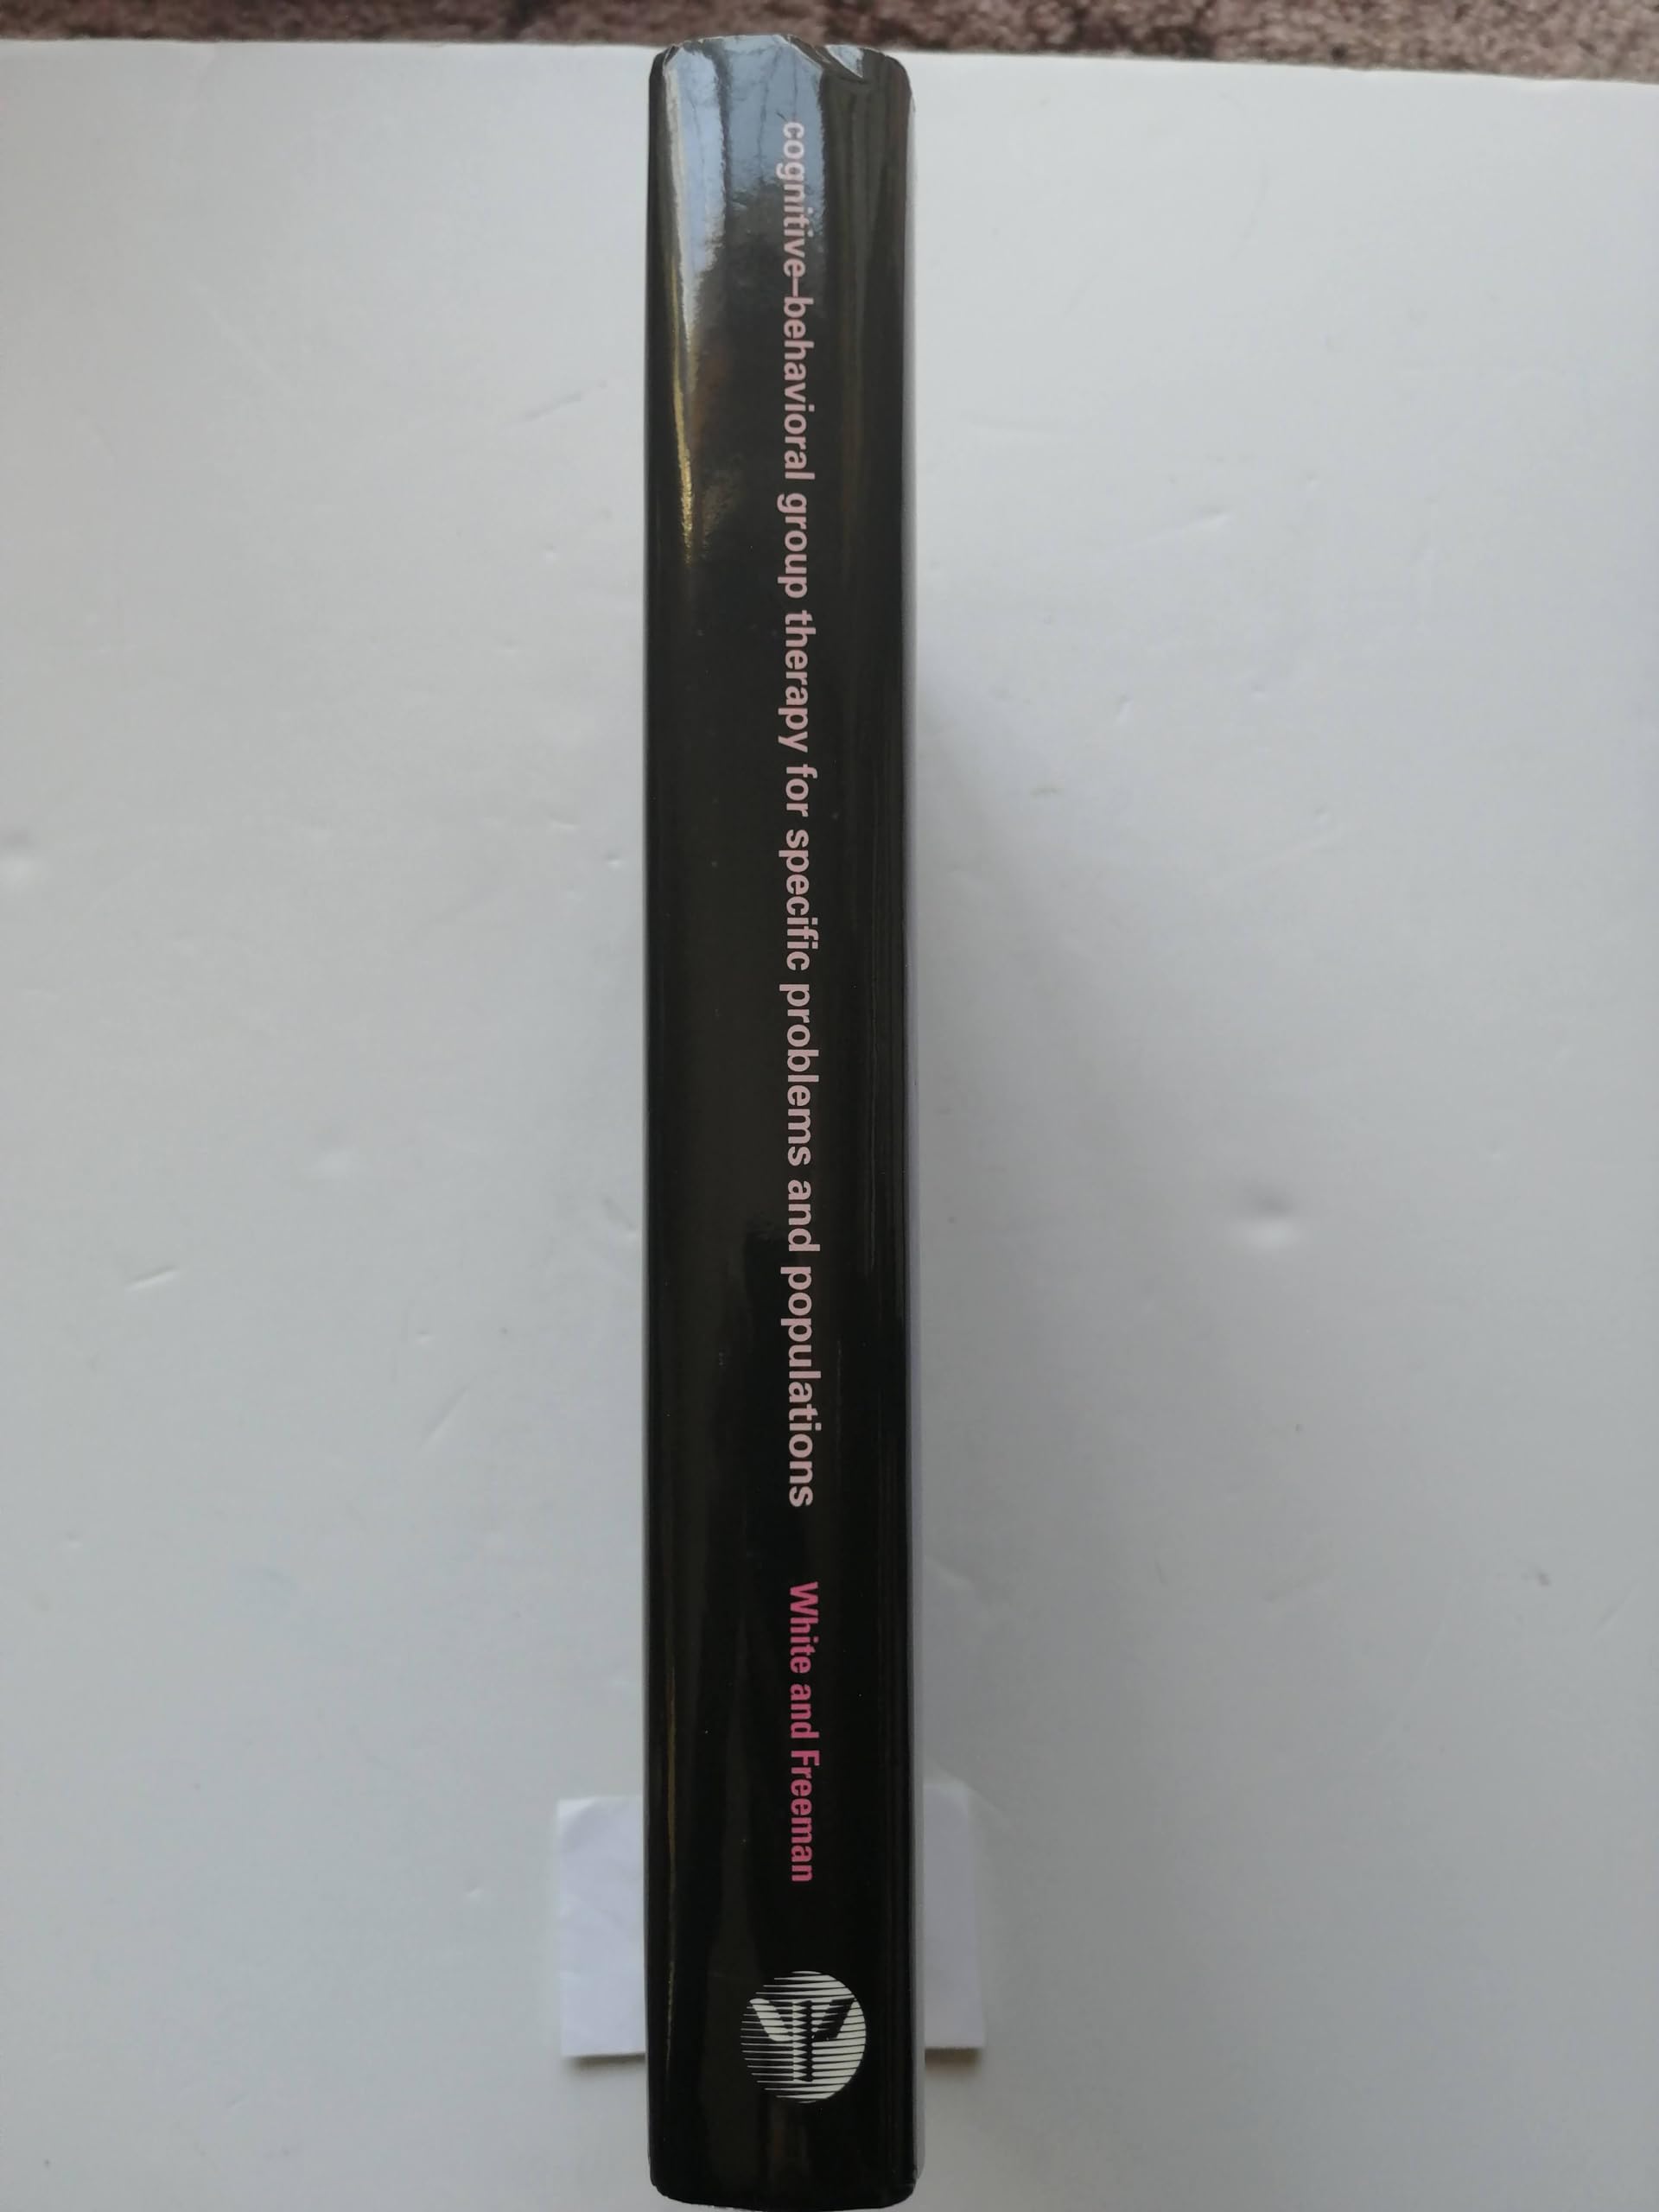 cognitive–behavioral group therapy for specific problems and populations White and Freeman